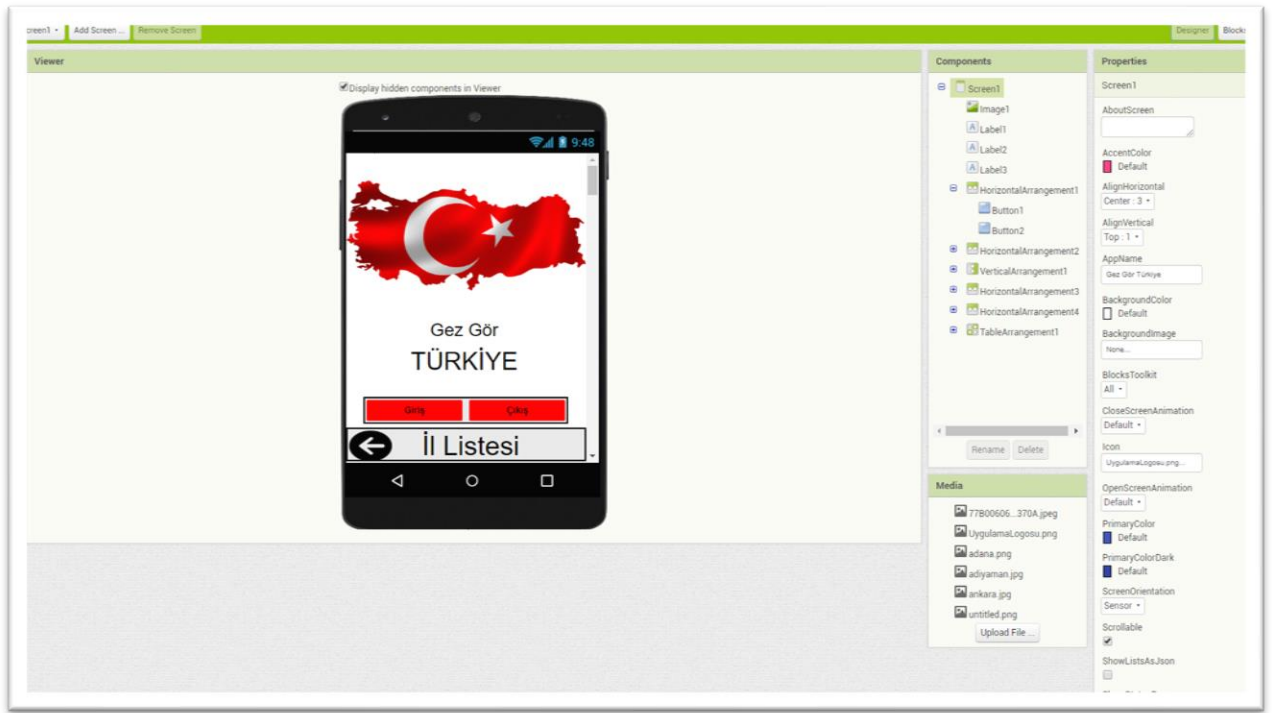 creen1
Add Screen ...
Remove Screen
Designer
Block
Viewer
Display hidden components in Viewer
9:48
Gez Gör
TÜRKİYE
Giriş
Çıkış
İl Listesi
Components
Screen1
Image1
Label1
Label2
Label3
HorizontalArrangement1
Button1
Button2
HorizontalArrangement2
VerticalArrangement1
HorizontalArrangement3
HorizontalArrangement4
TableArrangement1
Rename
Delete
Media
77B00606...370A.jpeg
UygulamaLogosu.png
adana.png
adiyaman.jpg
ankara.jpg
untitled.png
Upload File ...
Properties
Screen1
AboutScreen
AccentColor
Default
AlignHorizontal
Center : 3
AlignVertical
Top : 1
AppName
Gez Gör Türkiye
BackgroundColor
Default
BackgroundImage
None...
BlocksToolkit
All
CloseScreenAnimation
Default
Icon
UygulamaLogosu.png...
OpenScreenAnimation
Default
PrimaryColor
Default
PrimaryColorDark
Default
ScreenOrientation
Sensor
Scrollable
ShowListsAsJson